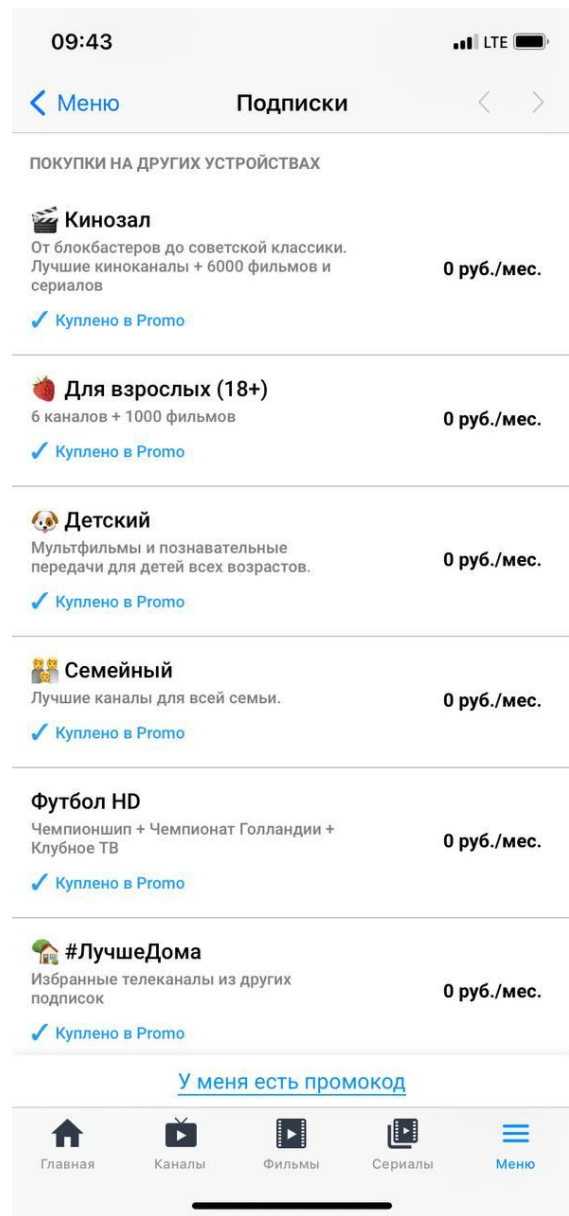 09:43
LTE
Меню
Подписки
ПОКУПКИ НА ДРУГИХ УСТРОЙСТВАХ
Кинозал
От блокбастеров до советской классики.
Лучшие киноканалы + 6000 фильмов и
сериалов
0 руб./мес.
Куплено в Promo
Для взрослых (18+)
6 каналов + 1000 фильмов
0 руб./мес.
Куплено в Promo
Детский
Мультфильмы и познавательные
передачи для детей всех возрастов.
0 руб./мес.
Куплено в Promo
Семейный
Лучшие каналы для всей семьи.
0 руб./мес.
Куплено в Promo
Футбол HD
Чемпионшип + Чемпионат Голландии +
Клубное ТВ
0 руб./мес.
Куплено в Promo
#ЛучшеДома
Избранные телеканалы из других
подписок
0 руб./мес.
Куплено в Promo
У меня есть промокод
Главная
Каналы
Фильмы
Сериалы
Меню